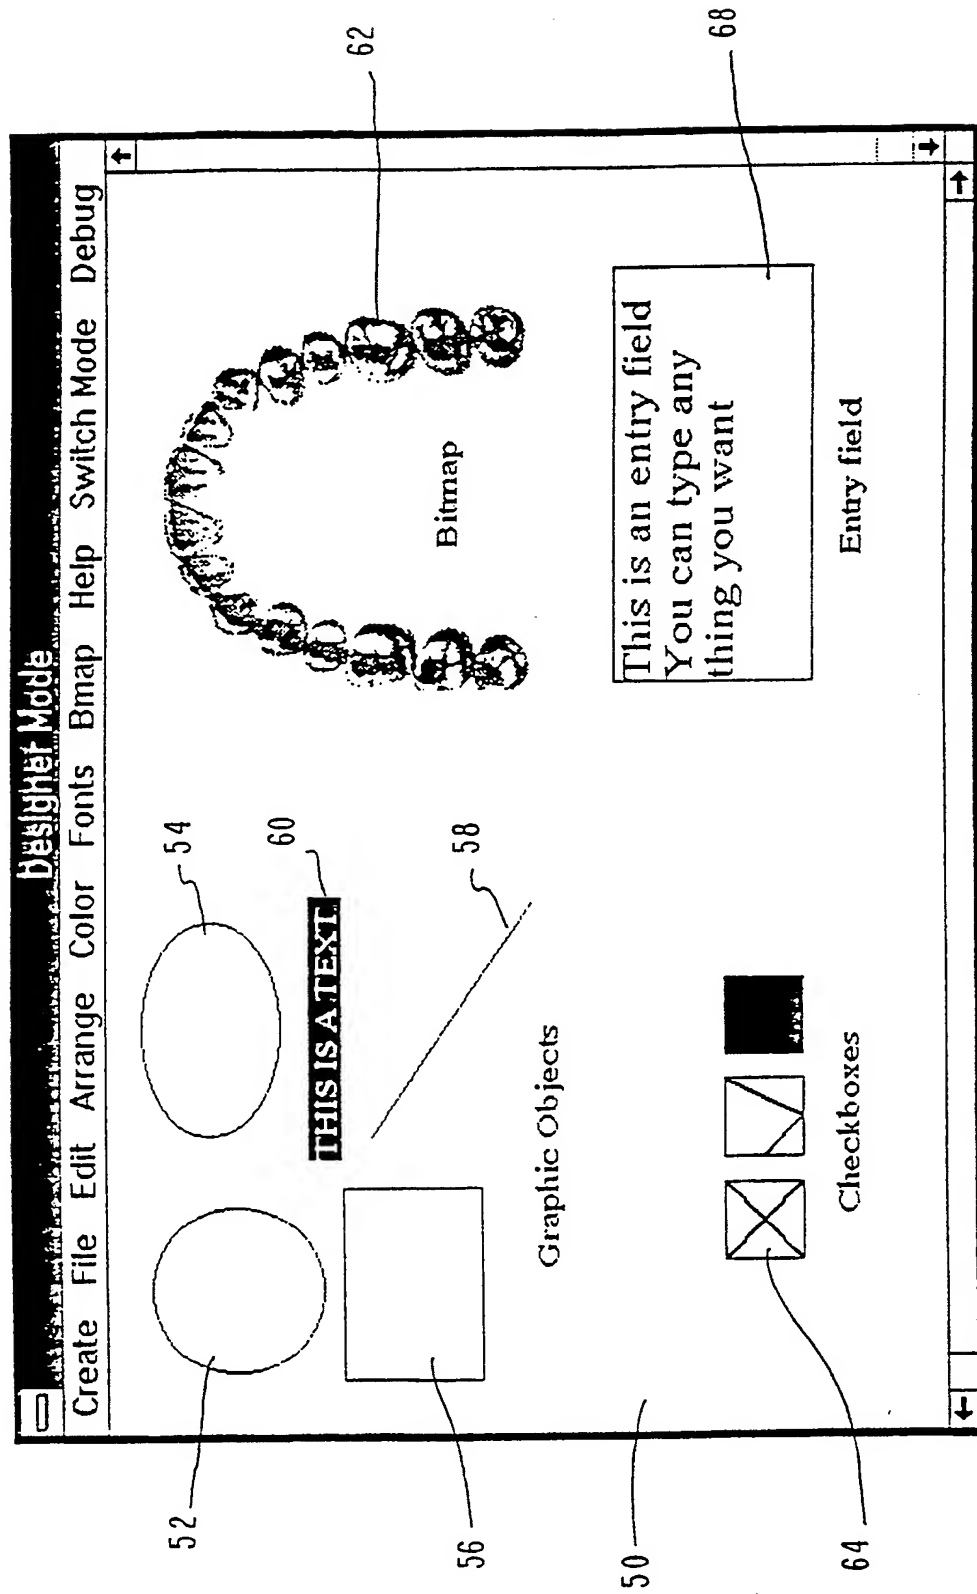 Designer Mode
Create File Edit Arrange Color Fonts Bmap Help Switch Mode Debug
52
54
60
62
THIS IS A TEXT
58
56
Bitmap
Graphic Objects
68
This is an entry field
You can type any
thing you want
50
64
Checkboxes
Entry field